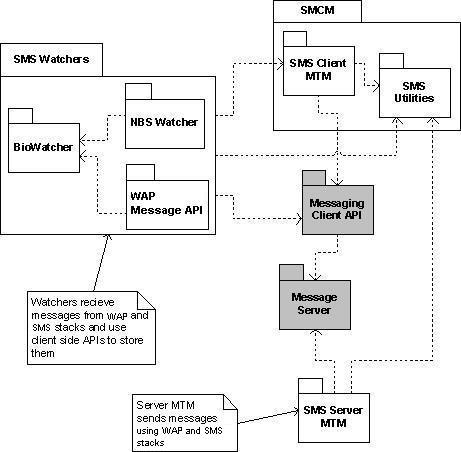 SMCM
SMS Watchers
SMS Client
MTM
SMS
Utilities
NBS Watcher
BioWatcher
WAP
Message API
Messaging
Client API
Message
Server
Watchers recieve
messages from WAP and
SMS stacks and use
client side APIs to store
them
Server MTM
sends messages
using WAP and SMS
stacks
SMS Server
MTM